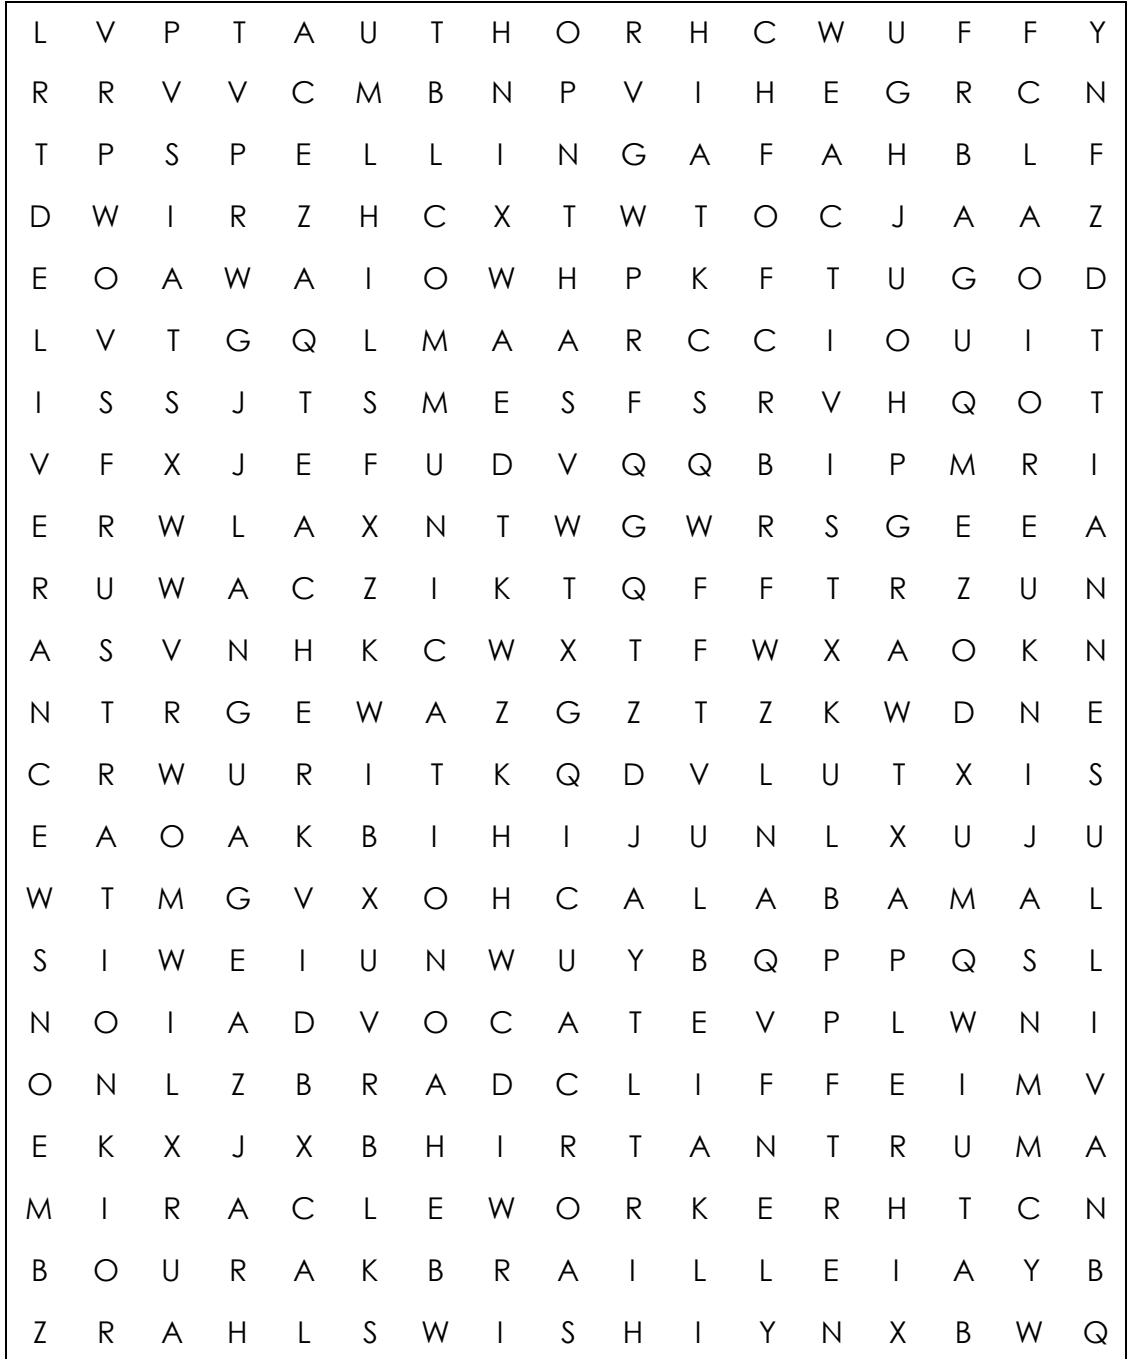 L V P T A U T H O R H C W U F F Y
R R V V C M B N P V I H E G R C N
T P S P E L L I N G A F A H B L F
D W I R Z H C X T W T O C J A A Z
E O A W A I O W H P K F T U G O D
L V T G Q L M A A R C C I O U I T
I S S J T S M E S F S R V H Q O T
V F X J E F U D V Q Q B I P M R I
E R W L A X N T W G W R S G E E A
R U W A C Z I K T Q F F T R Z U N
A S V N H K C W X T F W X A O K N
N T R G E W A Z G Z T Z K W D N E
C R W U R I T K Q D V L U T X I S
E A O A K B I H I J U N L X U J U
W T M G V X O H C A L A B A M A L
S I W E I U N W U Y B Q P P Q S L
N O I A D V O C A T E V P L W N I
O N L Z B R A D C L I F F E I M V
E K X J X B H I R T A N T R U M A
M I R A C L E W O R K E R H T C N
B O U R A K B R A I L L E I A Y B
Z R A H L S W I S H I Y N X B W Q